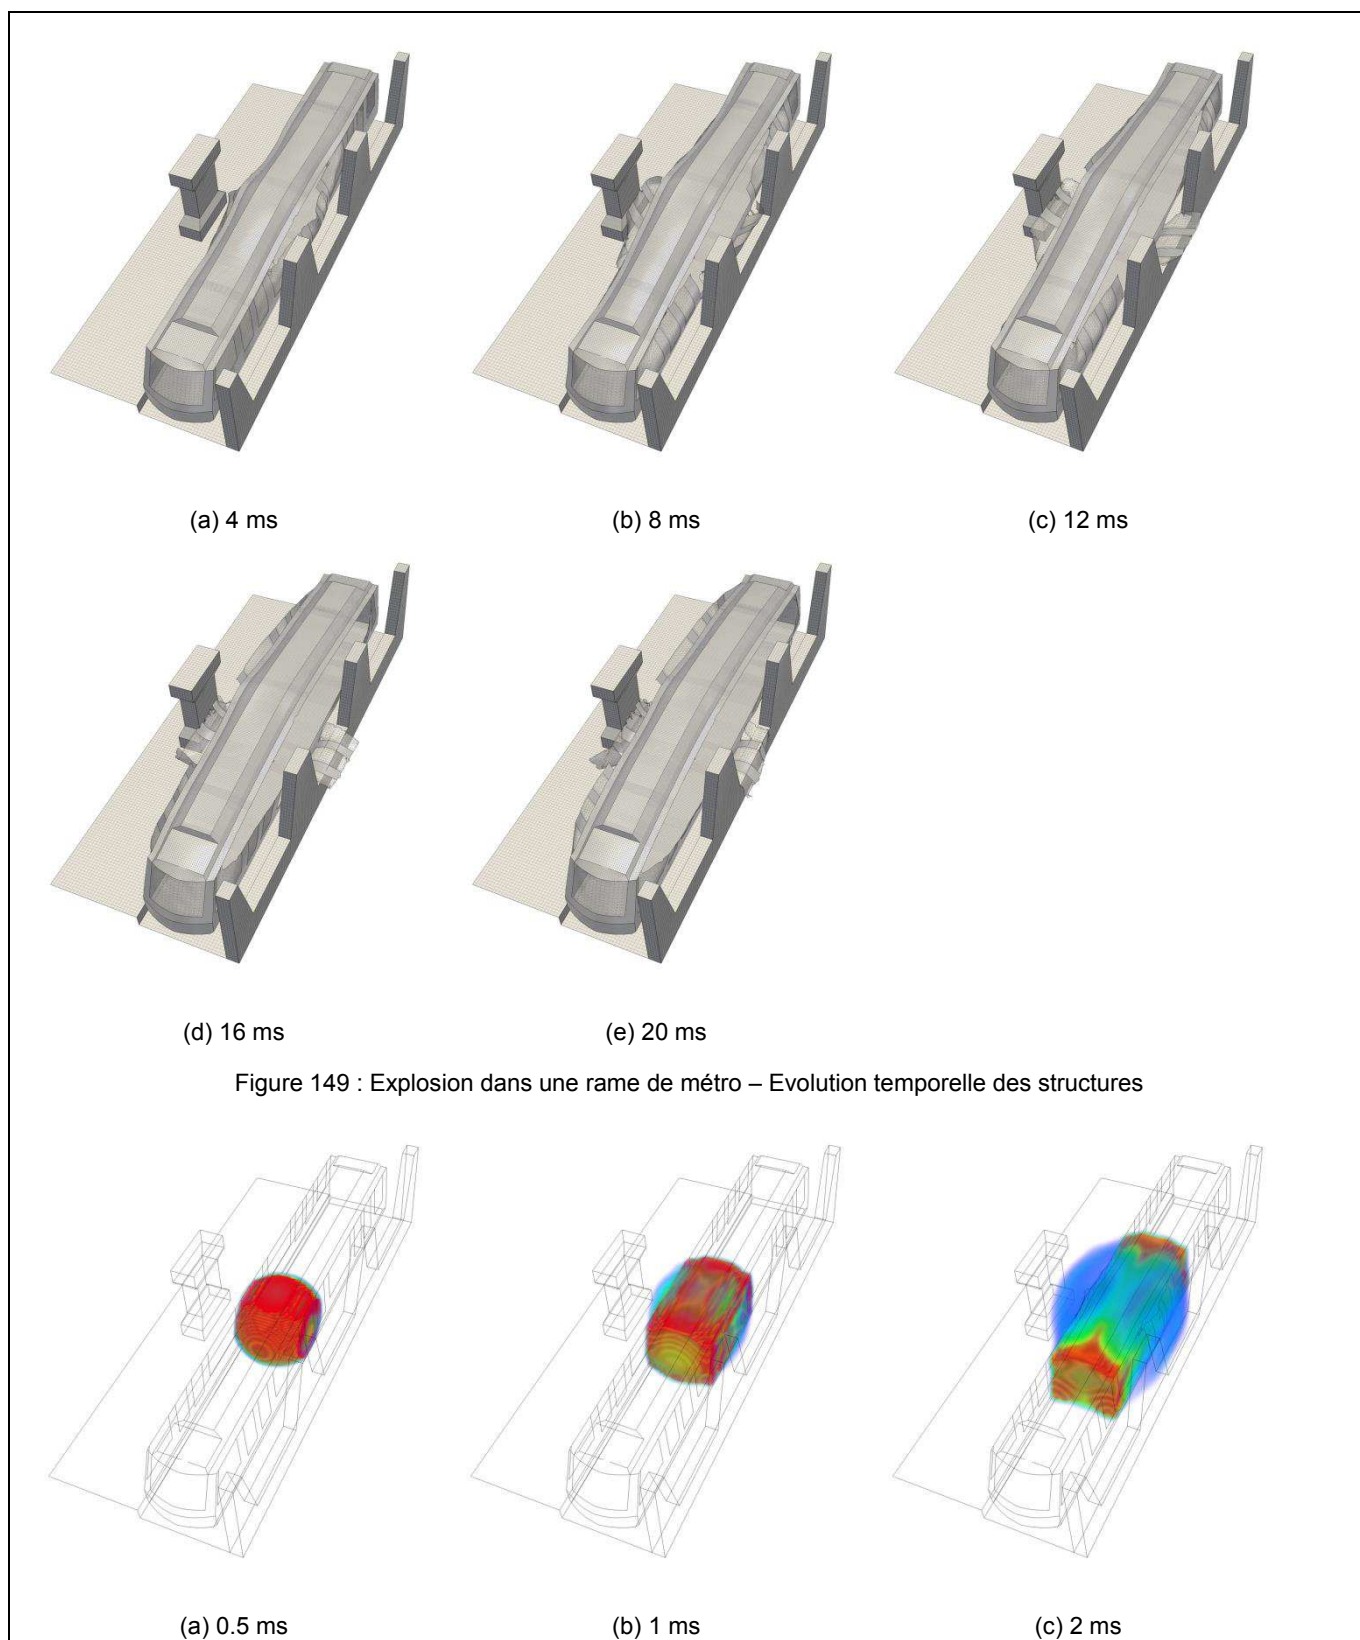 (a) 4 ms
(b) 8 ms
(c) 12 ms
(d) 16 ms
(e) 20 ms
Figure 149 : Explosion dans une rame de métro – Evolution temporelle des structures
(a) 0.5 ms
(b) 1 ms
(c) 2 ms